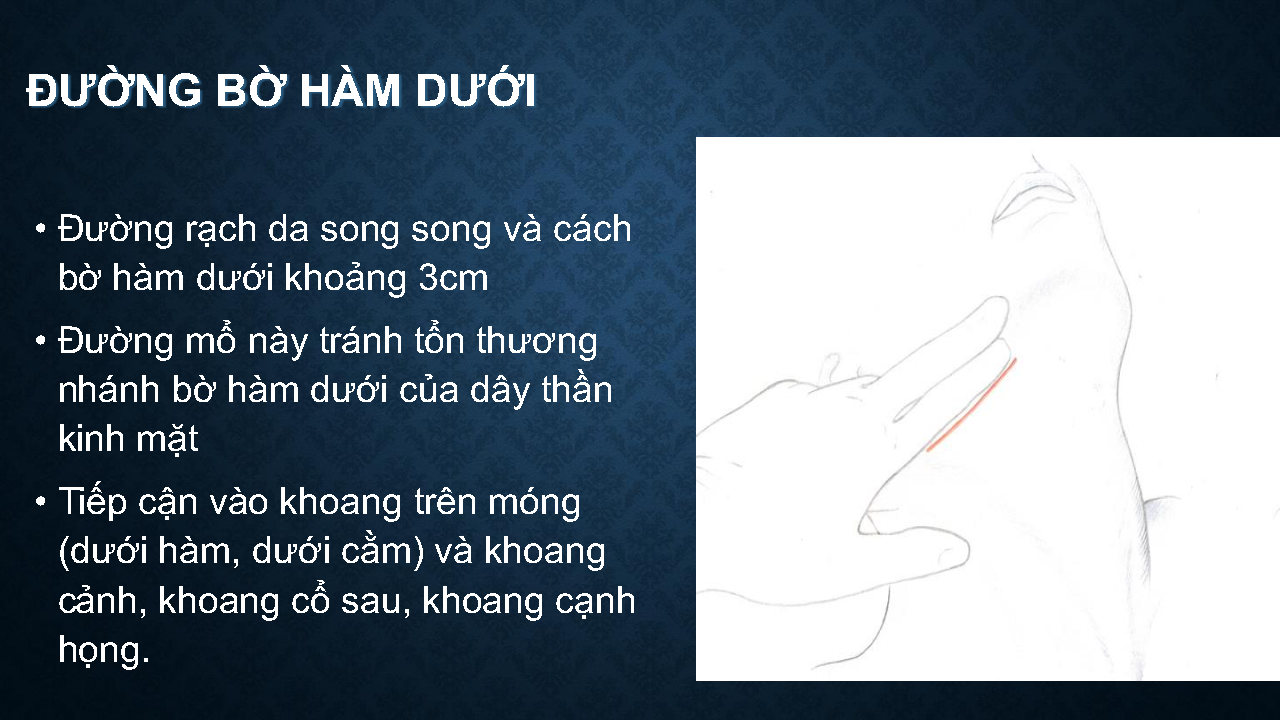 ĐƯỜNG BỜ HÀM DƯỚI
• Đường rạch da song song và cách
bờ hàm dưới khoảng 3cm
• Đường mổ này tránh tổn thương
nhánh bờ hàm dưới của dây thần
kinh mặt
• Tiếp cận vào khoang trên móng
(dưới hàm, dưới cằm) và khoang
cảnh, khoang cổ sau, khoang cạnh
họng.